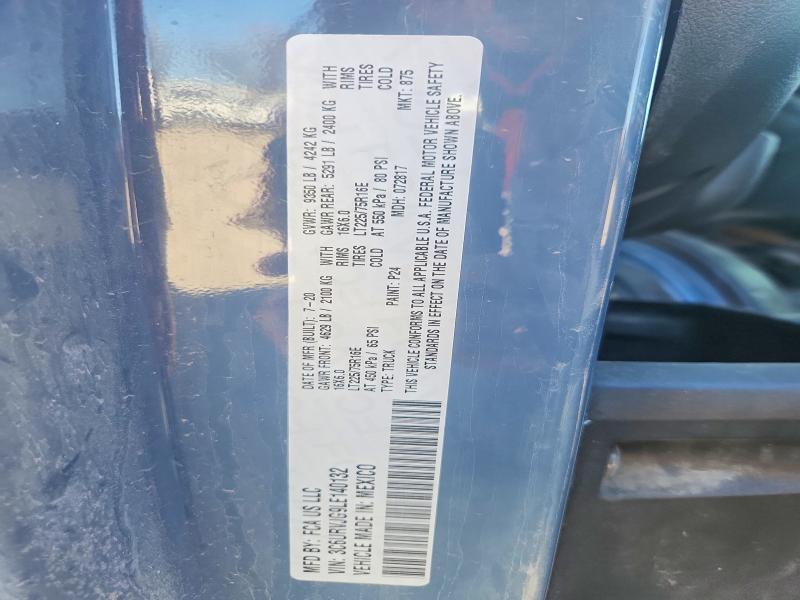 MFD BY: FCA US LLC
DATE OF MFR (BUILT): 7-20
GVWR: 9350 LB / 4242 KG
VIN: 3C6URVJG9LE140132
GAWR FRONT: 4629 LB / 2100 KG WITH
GAWR REAR: 5291 LB / 2400 KG WITH
VEHICLE MADE IN: MEXICO
16X6.0 RIMS
16X6.0 RIMS
LT225/75R16E TIRES
LT225/75R16E TIRES
AT 450 kPa / 65 PSI COLD
AT 550 kPa / 80 PSI COLD
TYPE: TRUCK
PAINT: P24
MDH: 072817
MKT: 875
THIS VEHICLE CONFORMS TO ALL APPLICABLE U.S.A. FEDERAL MOTOR VEHICLE SAFETY
STANDARDS IN EFFECT ON THE DATE OF MANUFACTURE SHOWN ABOVE.